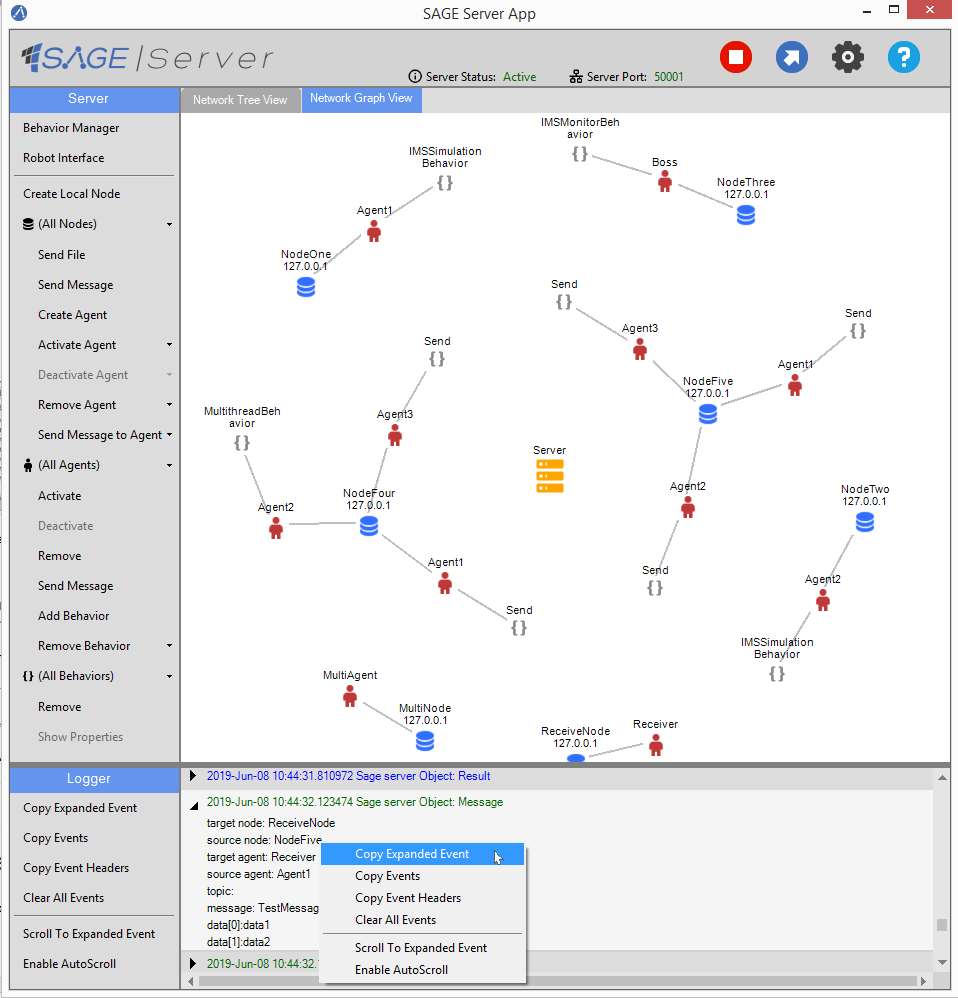 SAGE Server App
SAGE|Server
Server Status: Active
Server Port: 50001
Server
Behavior Manager
Robot Interface
Create Local Node
(All Nodes)
Send File
Send Message
Create Agent
Activate Agent
Deactivate Agent
Remove Agent
Send Message to Agent
(All Agents)
Activate
Deactivate
Remove
Send Message
Add Behavior
Remove Behavior
{} (All Behaviors)
Remove
Show Properties
Network Tree View
Network Graph View
IMSMonitorBeh
avior
{}
Boss
NodeThree
127.0.0.1
IMSSimulation
Behavior
{}
Agent1
NodeOne
127.0.0.1
Send
{}
Agent3
Send
{}
Agent1
NodeFive
127.0.0.1
Agent2
Send
{}
Send
{}
Agent3
MultithreadBeh
avior
{}
Agent2
NodeFour
127.0.0.1
Agent1
Send
{}
Server
NodeTwo
127.0.0.1
Agent2
IMSSimulation
Behavior
{}
MultiAgent
MultiNode
127.0.0.1
ReceiveNode
127.0.0.1
Receiver
Logger
Copy Expanded Event
Copy Events
Copy Event Headers
Clear All Events
Scroll To Expanded Event
Enable AutoScroll
2019-Jun-08 10:44:31.810972 Sage server Object: Result
2019-Jun-08 10:44:32.123474 Sage server Object: Message
target node: ReceiveNode
source node: NodeFive
target agent: Receiver
source agent: Agent1
topic:
message: TestMessag
data[0]:data1
data[1]:data2
2019-Jun-08 10:44:32.
Copy Expanded Event
Copy Events
Copy Event Headers
Clear All Events
Scroll To Expanded Event
Enable AutoScroll